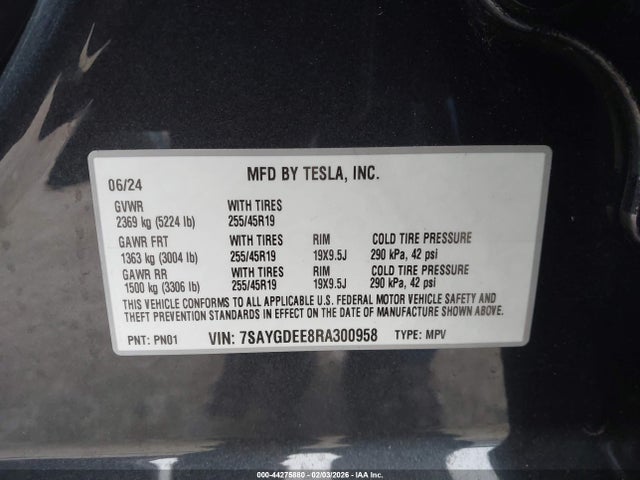 06/24 MFD BY TESLA, INC.
GVWR WITH TIRES
2369 kg (5224 lb) 255/45R19
GAWR FRT WITH TIRES RIM COLD TIRE PRESSURE
1363 kg (3004 lb) 255/45R19 19X9.5J 290 kPa, 42 psi
GAWR RR WITH TIRES RIM COLD TIRE PRESSURE
1500 kg (3306 lb) 255/45R19 19X9.5J 290 kPa, 42 psi
THIS VEHICLE CONFORMS TO ALL APPLICABLE U.S. FEDERAL MOTOR VEHICLE SAFETY AND
THEFT PREVENTION STANDARDS IN EFFECT ON THE DATE OF MANUFACTURE SHOWN ABOVE.
PNT: PN01 VIN: 7SAYGDEE8RA300958 TYPE: MPV
000-44275880 - 02/03/2026 - IAA Inc.